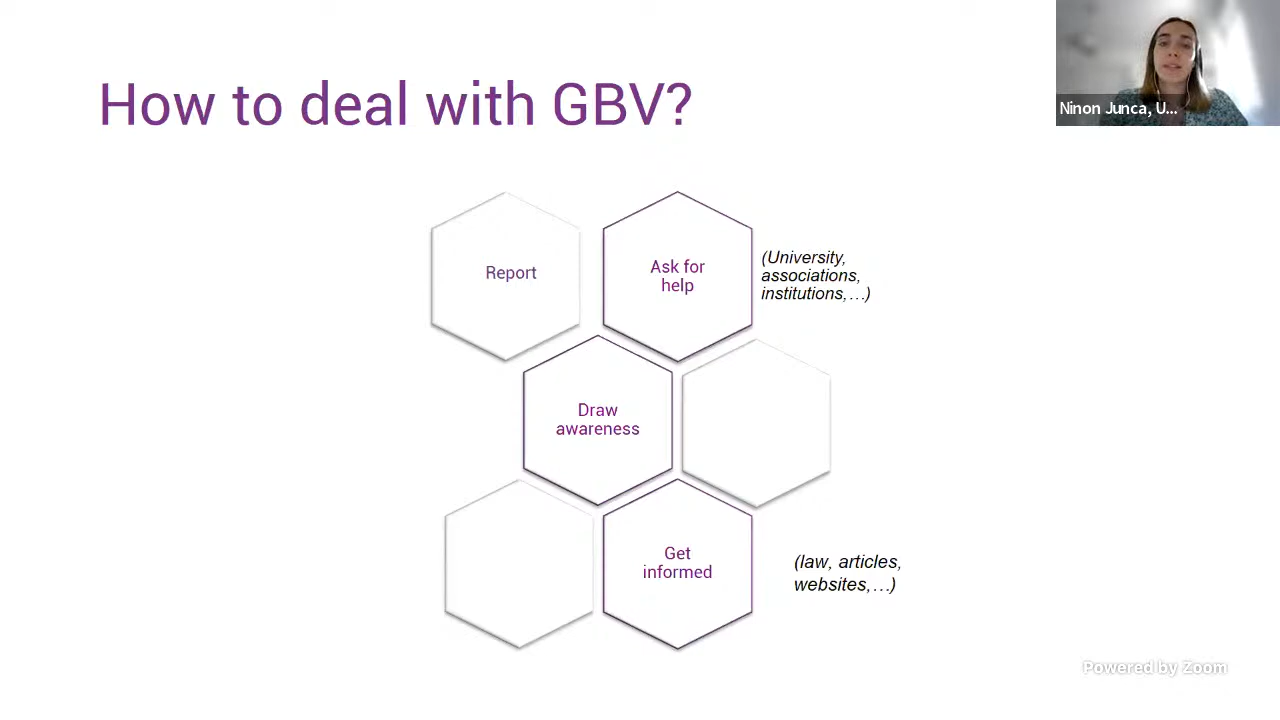 How to deal with GBV?
Ninon Junca, U...
Report
Ask for
help
(University,
associations,
institutions,...)
Draw
awareness
Get
informed
(law, articles,
websites,...)
Powered by Zoom